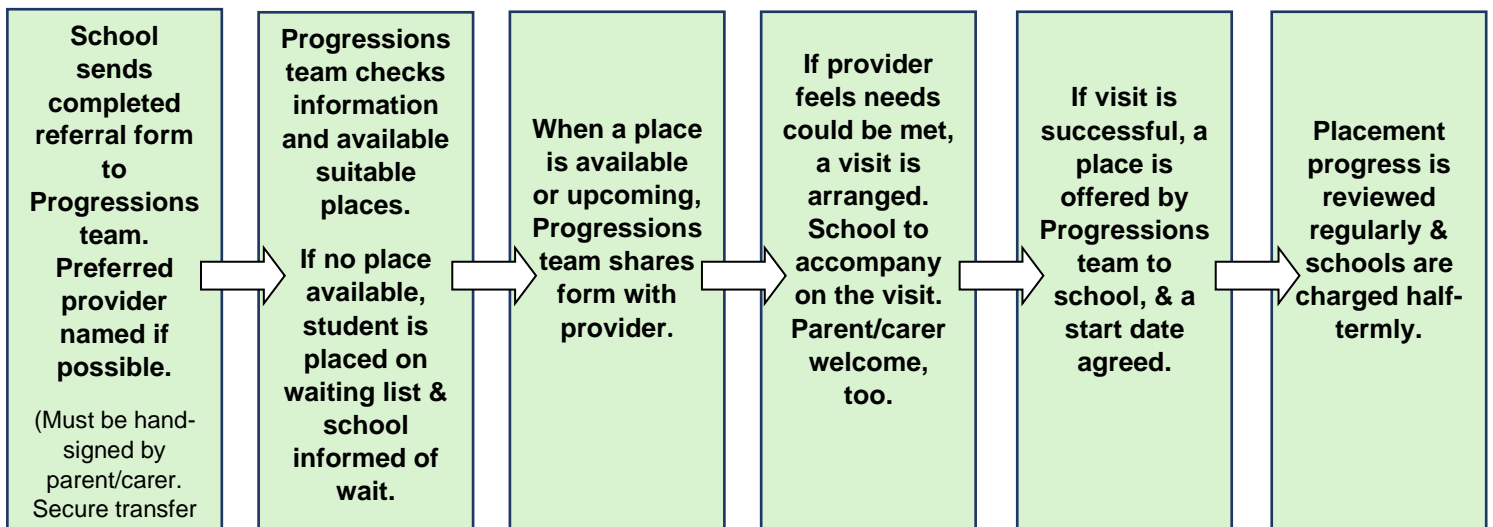 School
sends
completed
referral form
to
Progressions
team.
Preferred
provider
named if
possible.
(Must be hand-
signed by
parent/carer.
Secure transfer
Progressions
team checks
information
and available
suitable
places.
If no place
available,
student is
placed on
waiting list &
school
informed of
wait.
When a place
is available
or upcoming,
Progressions
team shares
form with
provider.
If provider
feels needs
could be met,
a visit is
arranged.
School to
accompany
on the visit.
Parent/carer
welcome,
too.
If visit is
successful, a
place is
offered by
Progressions
team to
school, & a
start date
agreed.
Placement
progress is
reviewed
regularly &
schools are
charged half-
termly.